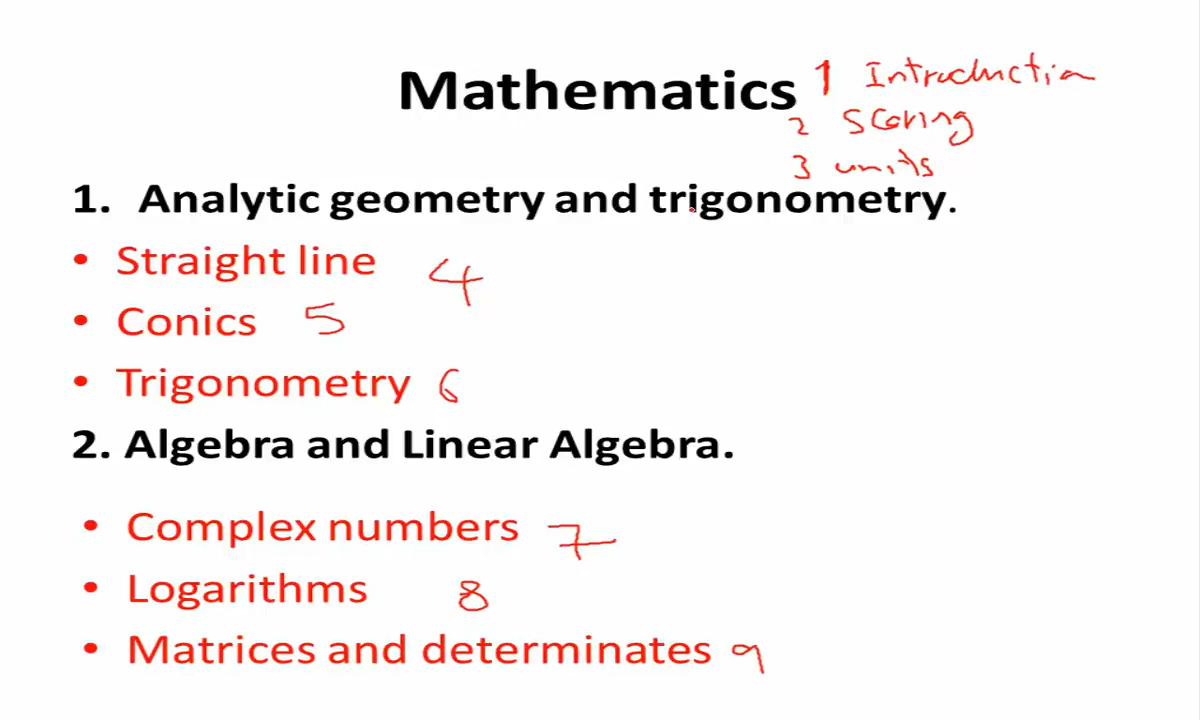 Mathematics
1 Introduction
2 Scoring
3 units
1. Analytic geometry and trigonometry.
• Straight line 4
• Conics 5
• Trigonometry 6
2. Algebra and Linear Algebra.
• Complex numbers 7
• Logarithms 8
• Matrices and determinates 9